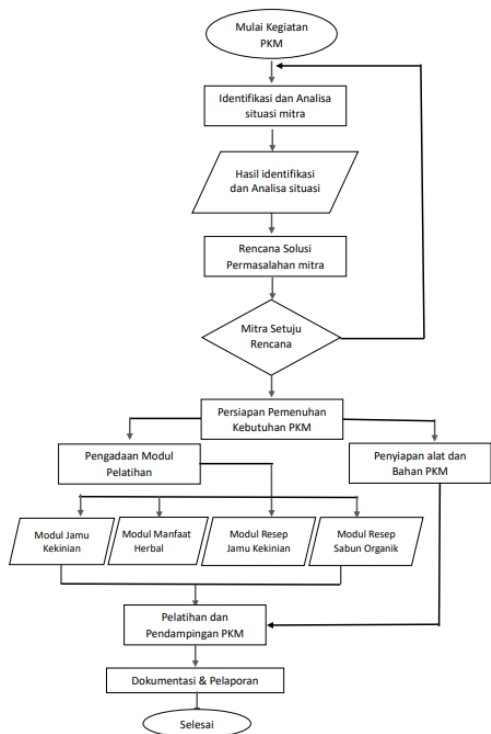 Mulai Kegiatan
PKM
Identifikasi dan Analisa
situasi mitra
Hasil identifikasi
dan Analisa situasi
Rencana Solusi
Permasalahan mitra
Mitra Setuju
Rencana
Persiapan Pemenuhan
Kebutuhan PKM
Pengadaan Modul
Pelatihan
Penyiapan alat dan
Bahan PKM
Modul Jamu
Kekinian
Modul Manfaat
Herbal
Modul Resep
Jamu Kekinian
Modul Resep
Sabun Organik
Pelatihan dan
Pendampingan PKM
Dokumentasi & Pelaporan
Selesai